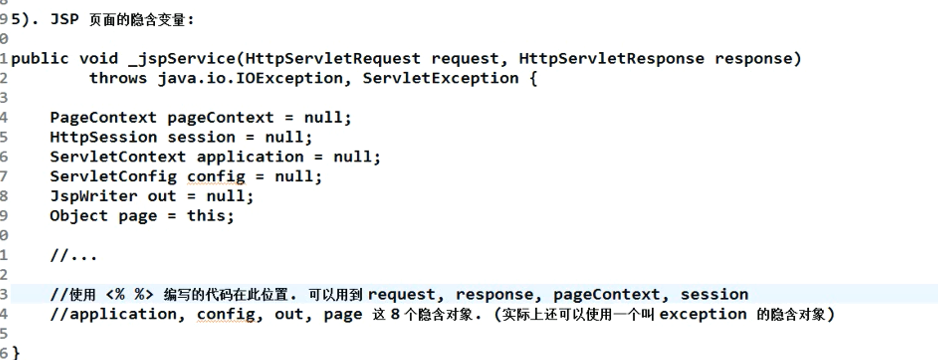 9 5). JSP 页面的隐含变量:
0
1 public void _jspService(HttpServletRequest request, HttpServletResponse response)
2 throws java.io.IOException, ServletException {
3
4 PageContext pageContext = null;
5 HttpSession session = null;
6 ServletContext application = null;
7 ServletConfig config = null;
8 JspWriter out = null;
9 Object page = this;
0
1 //...
2
3 //使用 <% %> 编写的代码在此位置. 可以用到 request, response, pageContext, session
4 //application, config, out, page 这 8 个隐含对象. (实际上还可以使用一个叫 exception 的隐含对象)
5
6 }